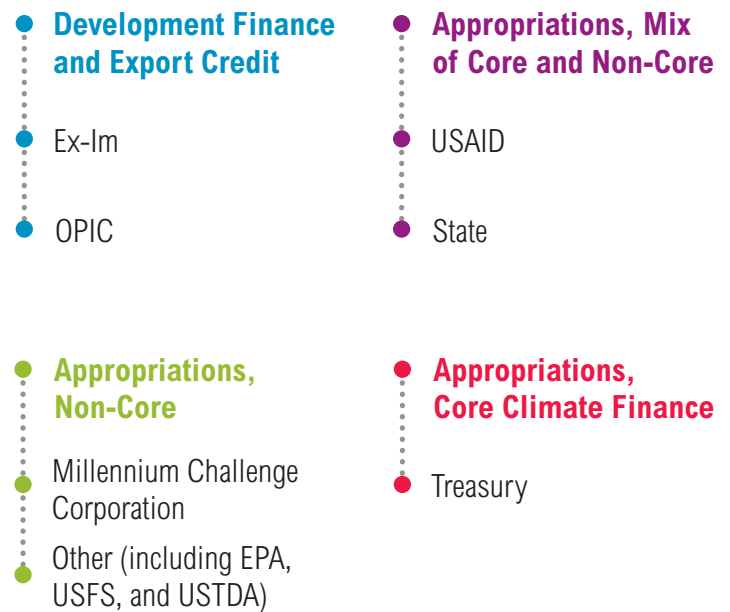 Development Finance
and Export Credit
Ex-Im
OPIC
Appropriations, Mix
of Core and Non-Core
USAID
State
Appropriations,
Non-Core
Millennium Challenge
Corporation
Other (including EPA,
USFS, and USTDA)
Appropriations,
Core Climate Finance
Treasury